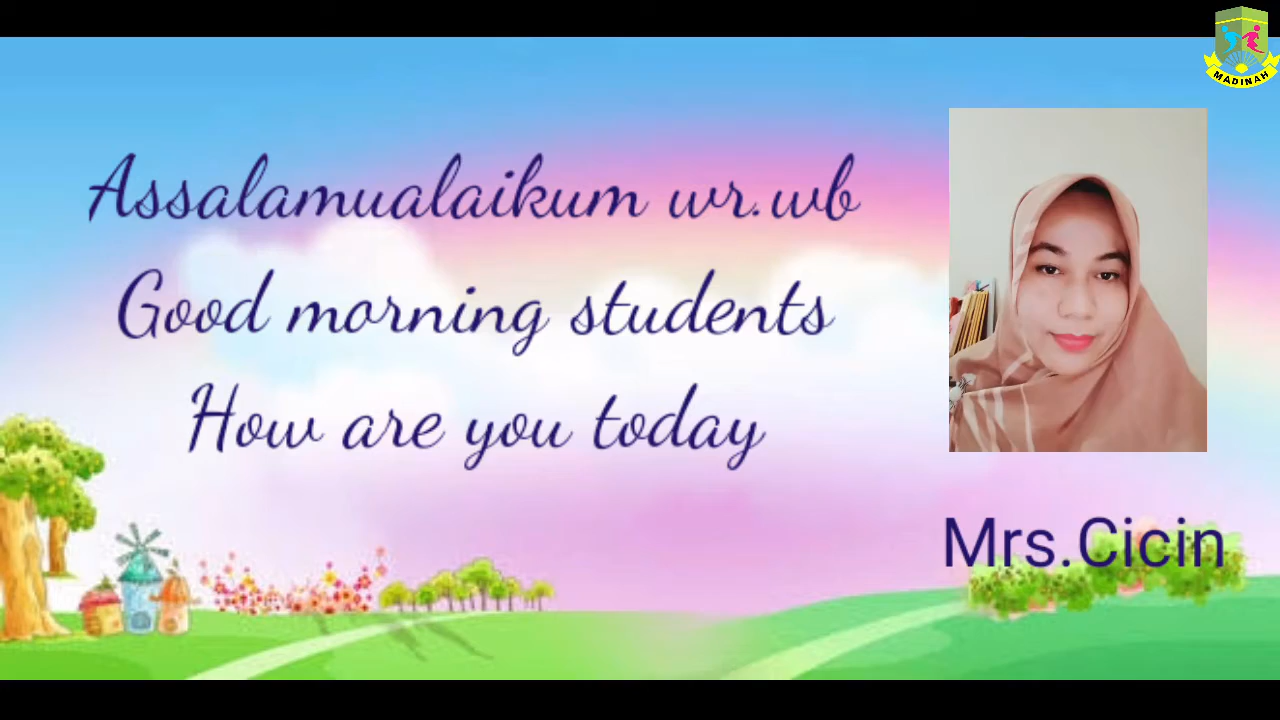 MADINAH
Assalamualaikum wr.wb
Good morning students
How are you today
Mrs.Cicin